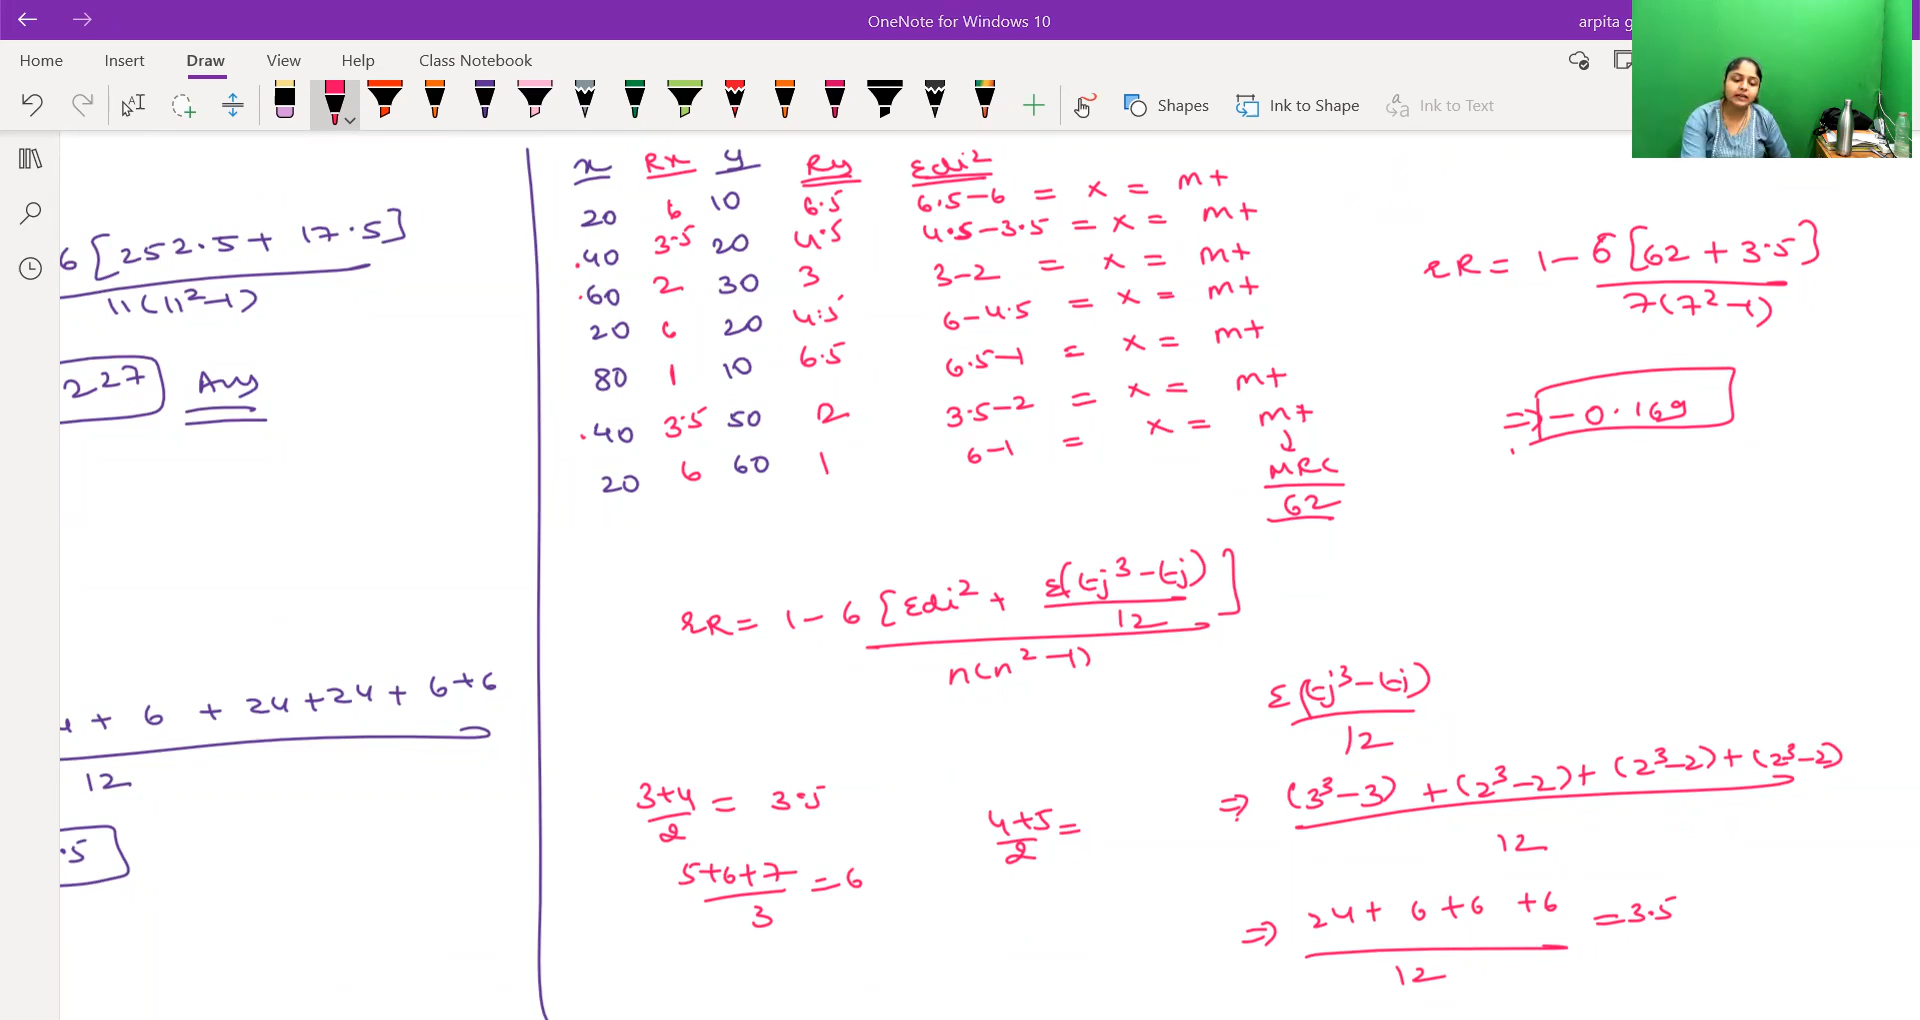 OneNote for Windows 10
arpita g
Home Insert Draw View Help Class Notebook
Shapes Ink to Shape Ink to Text
6 [252.5 + 17.5]
11(11²-1)
227 Ans
4 + 6 + 24 + 24 + 6 + 6
12
.5
x Rx y Ry Σdi²
20 6 10 6.5 6.5-6 = x = m+
.40 3.5 20 4.5 4.5-3.5 = x = m+
.60 2 30 3 3-2 = x = m+
20 6 20 4.5 6-4.5 = x = m+
80 1 10 6.5 6.5-1 = x = m+
.40 3.5 50 2 3.5-2 = x = m+
20 6 60 1 6-1 = x = m+
↓
MRC
62
rR = 1 - 6 [Σdi² + Σ(tj³-tj)
12 ]
n(n²-1)
3+4 = 3.5
2
5+6+7 = 6
3
4+5 =
2
rR = 1 - 6 [62 + 3.5]
7(7²-1)
⇒ -0.169
Σ(tj³-tj)
12
⇒ (3³-3) + (2³-2) + (2³-2) + (2³-2)
12
⇒ 24 + 6 + 6 + 6 = 3.5
12